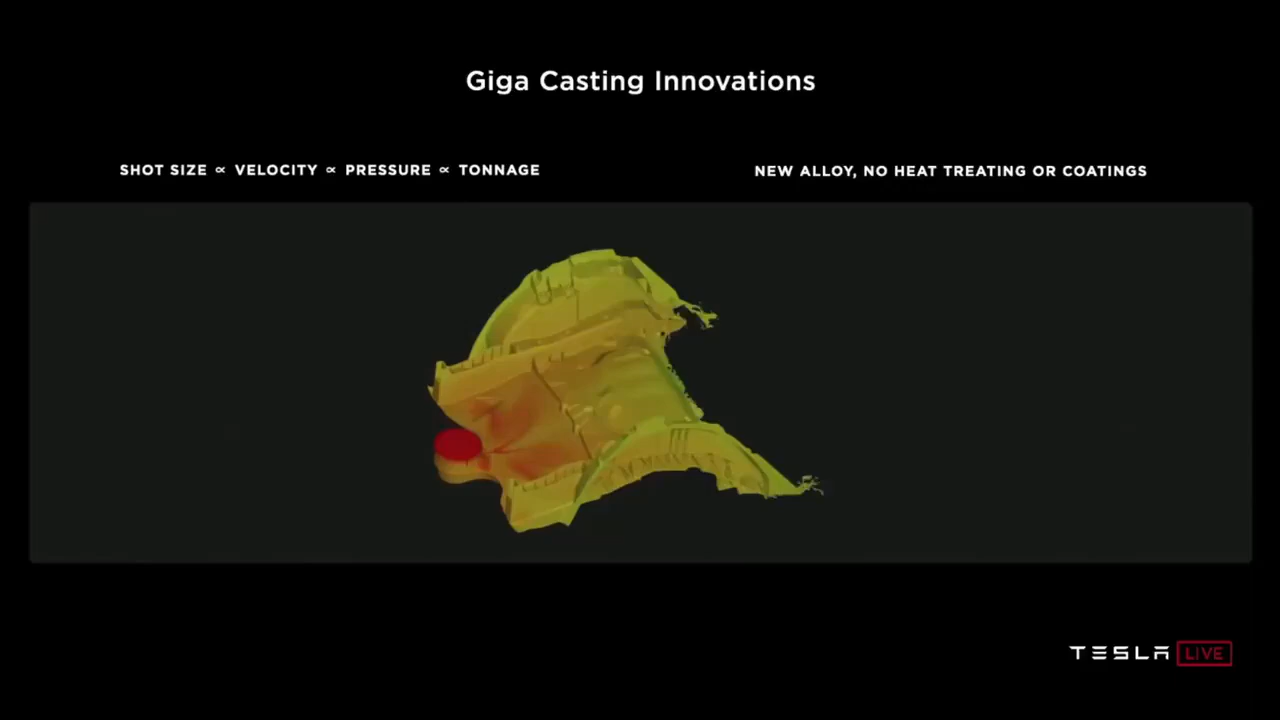 Giga Casting Innovations
SHOT SIZE ∝ VELOCITY ∝ PRESSURE ∝ TONNAGE
NEW ALLOY, NO HEAT TREATING OR COATINGS
TESLA LIVE